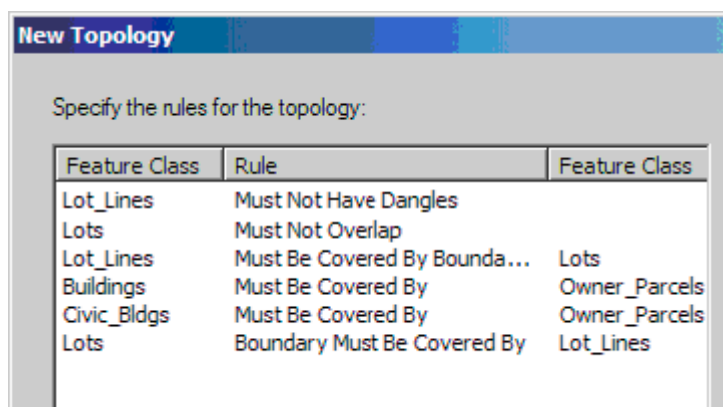 New Topology
Specify the rules for the topology:
Feature Class Rule Feature Class
Lot_Lines Must Not Have Dangles
Lots Must Not Overlap
Lot_Lines Must Be Covered By Bounda... Lots
Buildings Must Be Covered By Owner_Parcels
Civic_Bldgs Must Be Covered By Owner_Parcels
Lots Boundary Must Be Covered By Lot_Lines